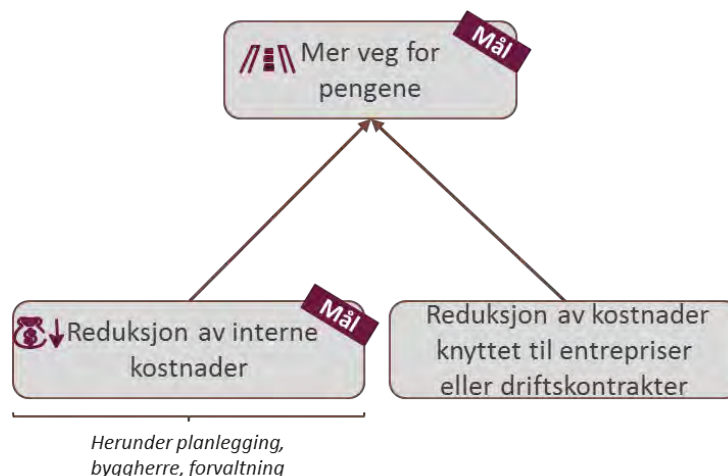 Mål
Mer veg for
pengene
Mål
Reduksjon av interne
kostnader
Reduksjon av kostnader
knyttet til entrepriser
eller driftskontrakter
Herunder planlegging,
byggherre, forvaltning